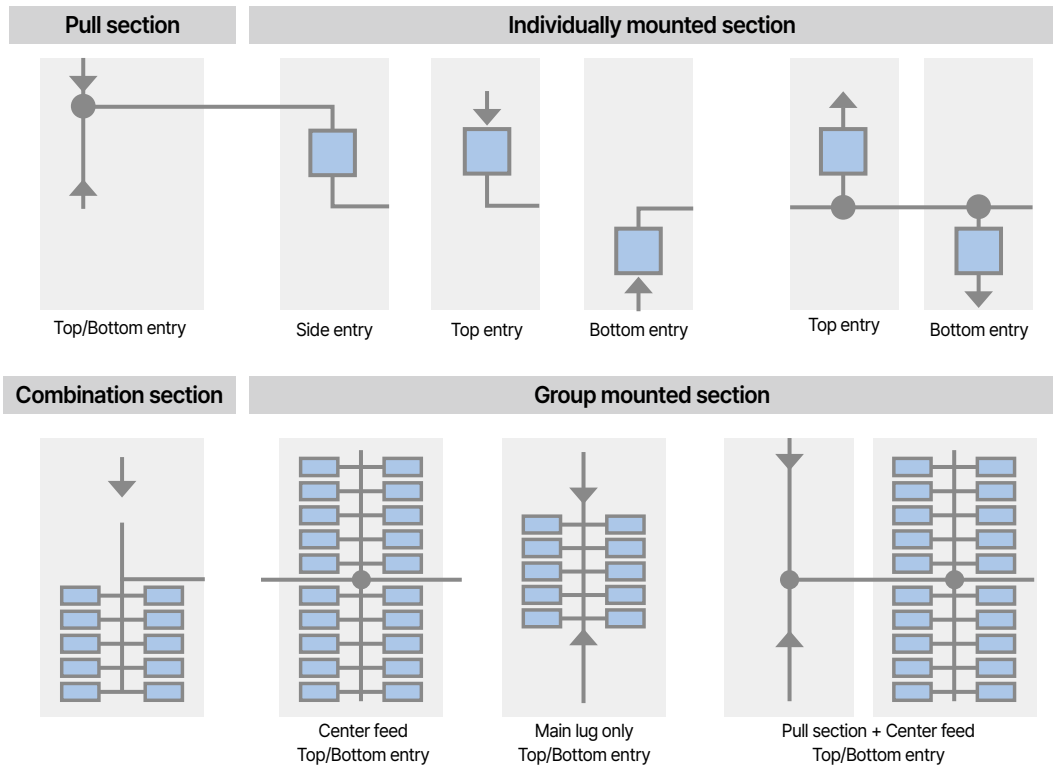 Pull section
Individually mounted section
Top/Bottom entry
Side entry
Top entry
Bottom entry
Top entry
Bottom entry
Combination section
Group mounted section
Center feed
Top/Bottom entry
Main lug only
Top/Bottom entry
Pull section + Center feed
Top/Bottom entry